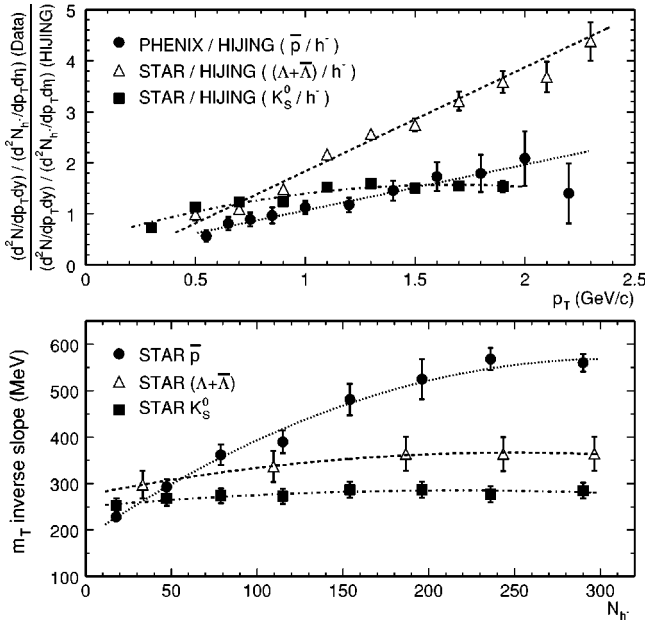 (d²N/dp_Tdy) / (d²N_h⁻/dp_Tdη) (Data)
(d²N/dp_Tdy) / (d²N_h⁻/dp_Tdη) (HIJING)
5
4
3
2
1
0
PHENIX / HIJING ( p̅ / h⁻ )
STAR / HIJING ( (Λ+Λ̅) / h⁻ )
STAR / HIJING ( K⁰_S / h⁻ )
0 0.5 1 1.5 2 2.5
p_T (GeV/c)
m_T inverse slope (MeV)
600
500
400
300
200
100
STAR p̅
STAR (Λ+Λ̅)
STAR K⁰_S
0 50 100 150 200 250 300
N_h⁻